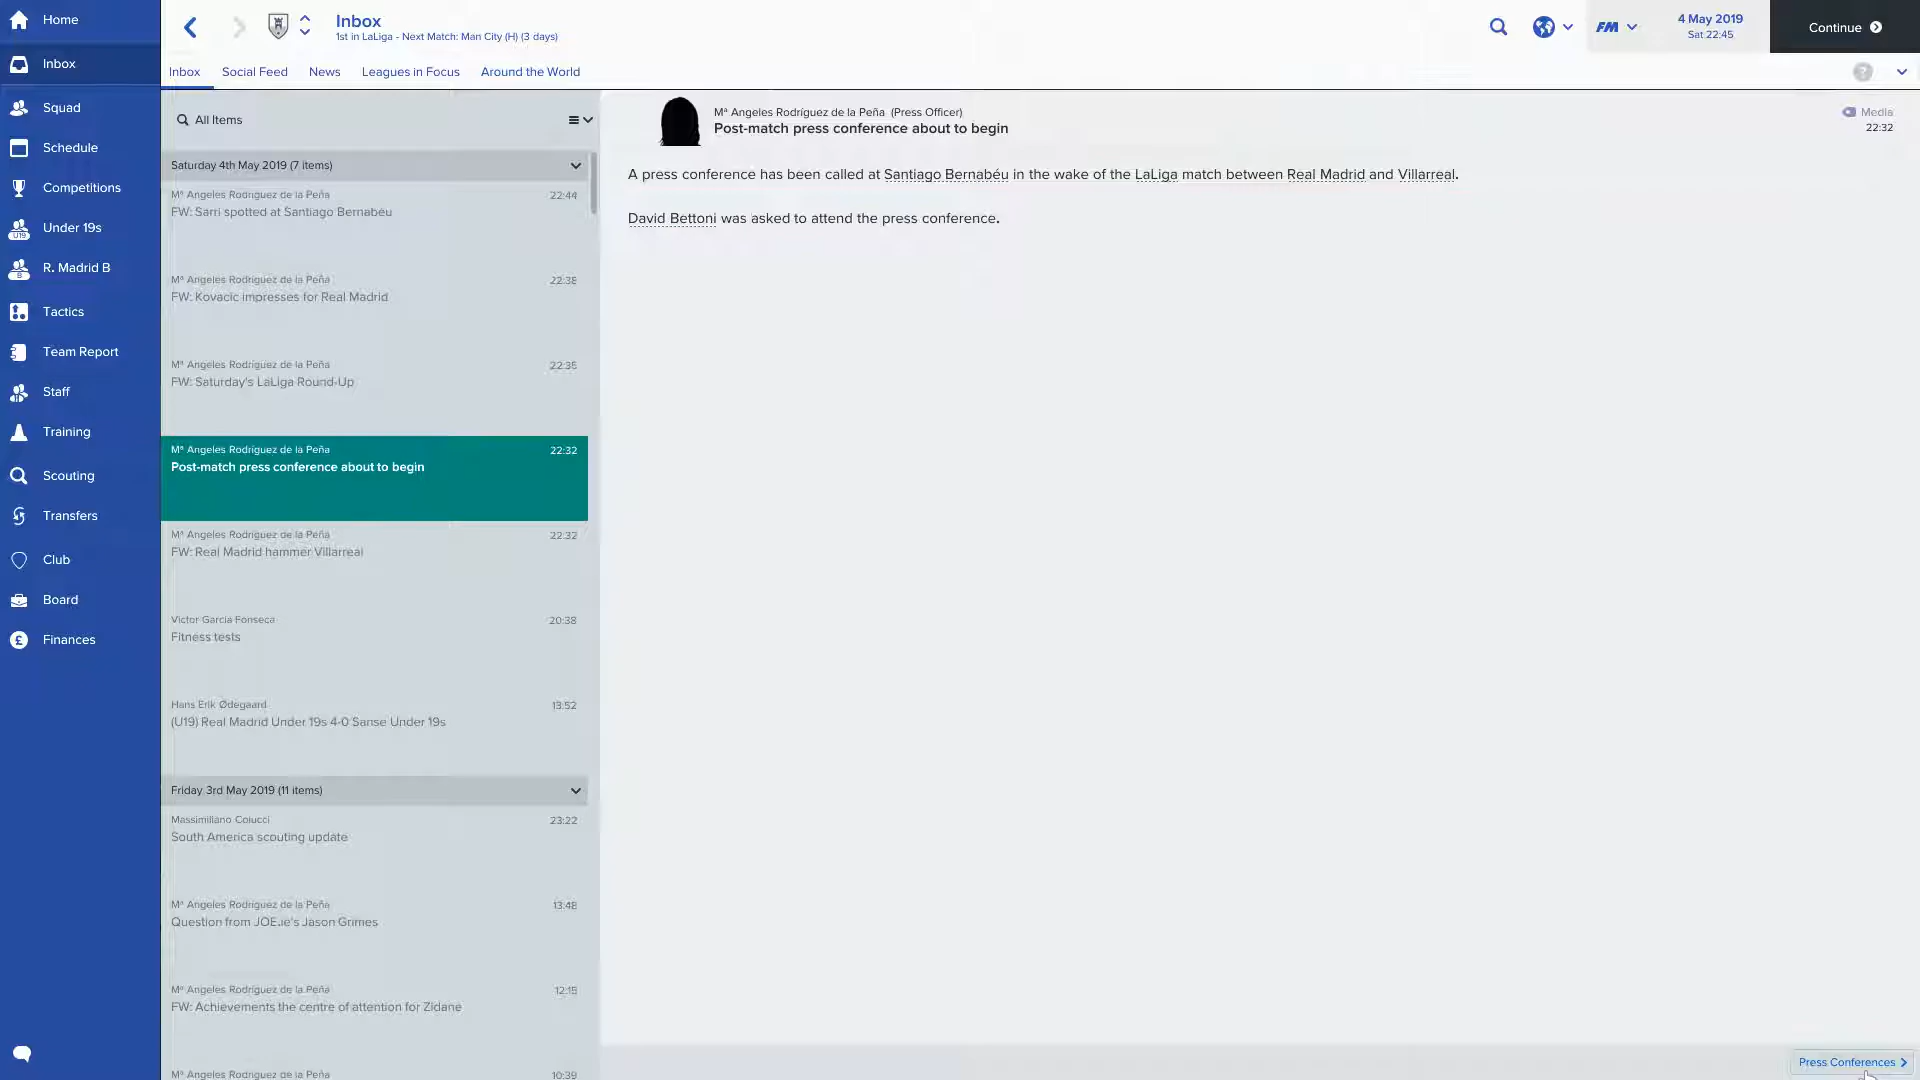 Home
Inbox
Squad
Schedule
Competitions
Under 19s
R. Madrid B
Tactics
Team Report
Staff
Training
Scouting
Transfers
Club
Board
Finances
Inbox
1st in LaLiga - Next Match: Man City (H) (3 days)
FM
4 May 2019
Sat 22:45
Continue
Inbox
Social Feed
News
Leagues in Focus
Around the World
All Items
Saturday 4th May 2019 (7 items)
Mª Angeles Rodríguez de la Peña 22:44
FW: Sarri spotted at Santiago Bernabéu
Mª Angeles Rodríguez de la Peña 22:38
FW: Kovacic impresses for Real Madrid
Mª Angeles Rodríguez de la Peña 22:35
FW: Saturday's LaLiga Round-Up
Mª Angeles Rodríguez de la Peña 22:32
Post-match press conference about to begin
Mª Angeles Rodríguez de la Peña 22:32
FW: Real Madrid hammer Villarreal
Víctor García Fonseca 20:38
Fitness tests
Hans Erik Ødegaard 13:52
(U19) Real Madrid Under 19s 4-0 Sanse Under 19s
Friday 3rd May 2019 (11 items)
Massimiliano Colucci 23:22
South America scouting update
Mª Angeles Rodríguez de la Peña 13:48
Question from JOE.ie's Jason Grimes
Mª Angeles Rodríguez de la Peña 12:15
FW: Achievements the centre of attention for Zidane
Mª Angeles Rodríguez de la Peña 10:39
Mª Angeles Rodríguez de la Peña (Press Officer)
Post-match press conference about to begin
Media
22:32
A press conference has been called at Santiago Bernabéu in the wake of the LaLiga match between Real Madrid and Villarreal.
David Bettoni was asked to attend the press conference.
Press Conferences